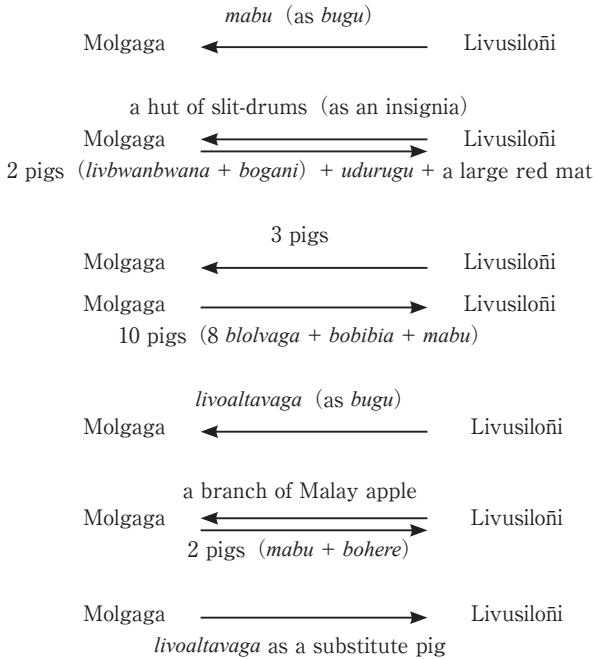 mabu (as bugu)
Molgaga Livusiloñi
a hut of slit-drums (as an insignia)
Molgaga Livusiloñi
2 pigs (livbwanbwana + bogani) + udurugu + a large red mat
3 pigs
Molgaga Livusiloñi
Molgaga Livusiloñi
10 pigs (8 blolvaga + bobibia + mabu)
livoaltavaga (as bugu)
Molgaga Livusiloñi
a branch of Malay apple
Molgaga Livusiloñi
2 pigs (mabu + bohere)
Molgaga Livusiloñi
livoaltavaga as a substitute pig